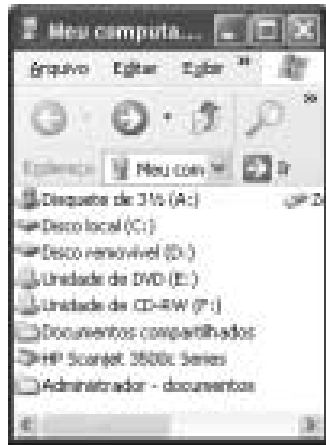 Meu computa...
Arquivo Editar Exibir »
»
Endereço Meu com Ir
Disquete de 3½ (A:)
Disco local (C:)
Disco removível (D:)
Unidade de DVD (E:)
Unidade de CD-RW (F:)
Documentos compartilhados
HP Scanjet 3500c Series
Administrador - documentos